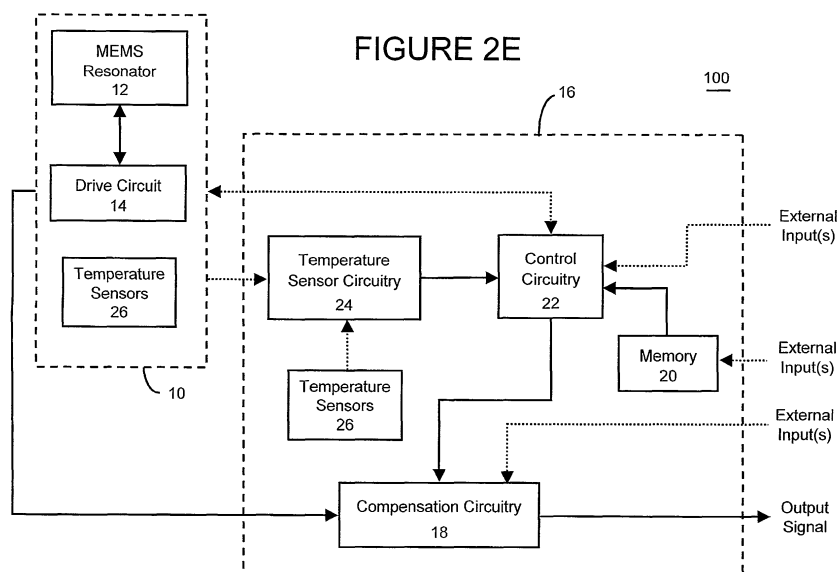 FIGURE 2E
100
MEMS
Resonator
12
16
Drive Circuit
14
Temperature
Sensors
26
10
Temperature
Sensor Circuitry
24
Control
Circuitry
22
External
Input(s)
Memory
20
External
Input(s)
Temperature
Sensors
26
External
Input(s)
Compensation Circuitry
18
Output
Signal